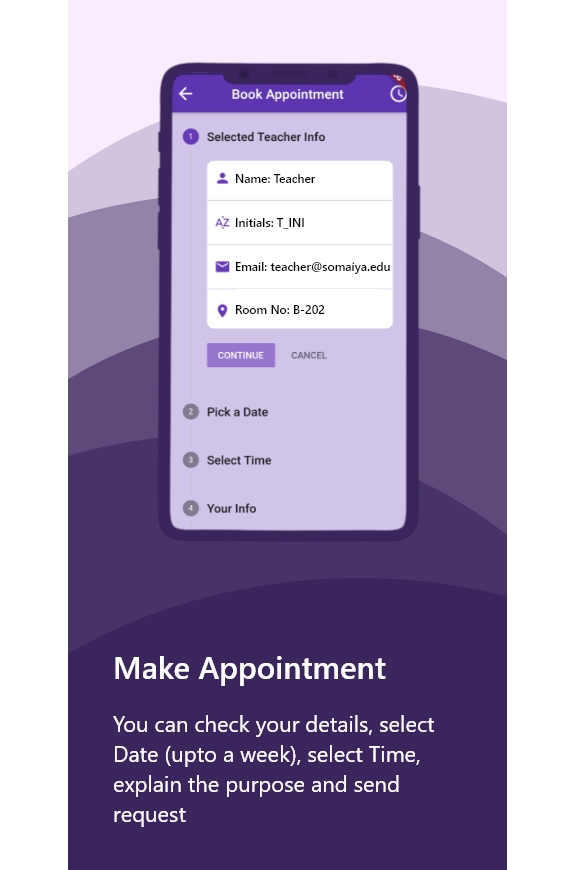 Book Appointment
1 Selected Teacher Info
Name: Teacher
AZ Initials: T_INI
Email: teacher@somaiya.edu
Room No: B-202
CONTINUE CANCEL
2 Pick a Date
3 Select Time
4 Your Info
Make Appointment
You can check your details, select
Date (upto a week), select Time,
explain the purpose and send
request